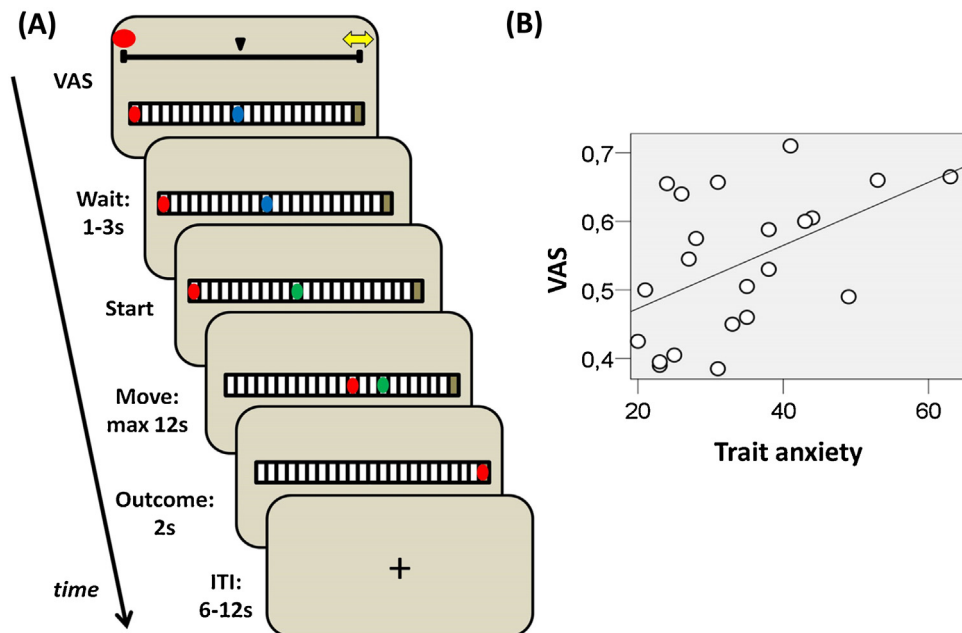 (A)
VAS
Wait:
1-3s
Start
Move:
max 12s
Outcome:
2s
ITI:
6-12s
time
+
(B)
0,7
0,6
0,5
0,4
VAS
20
40
60
Trait anxiety